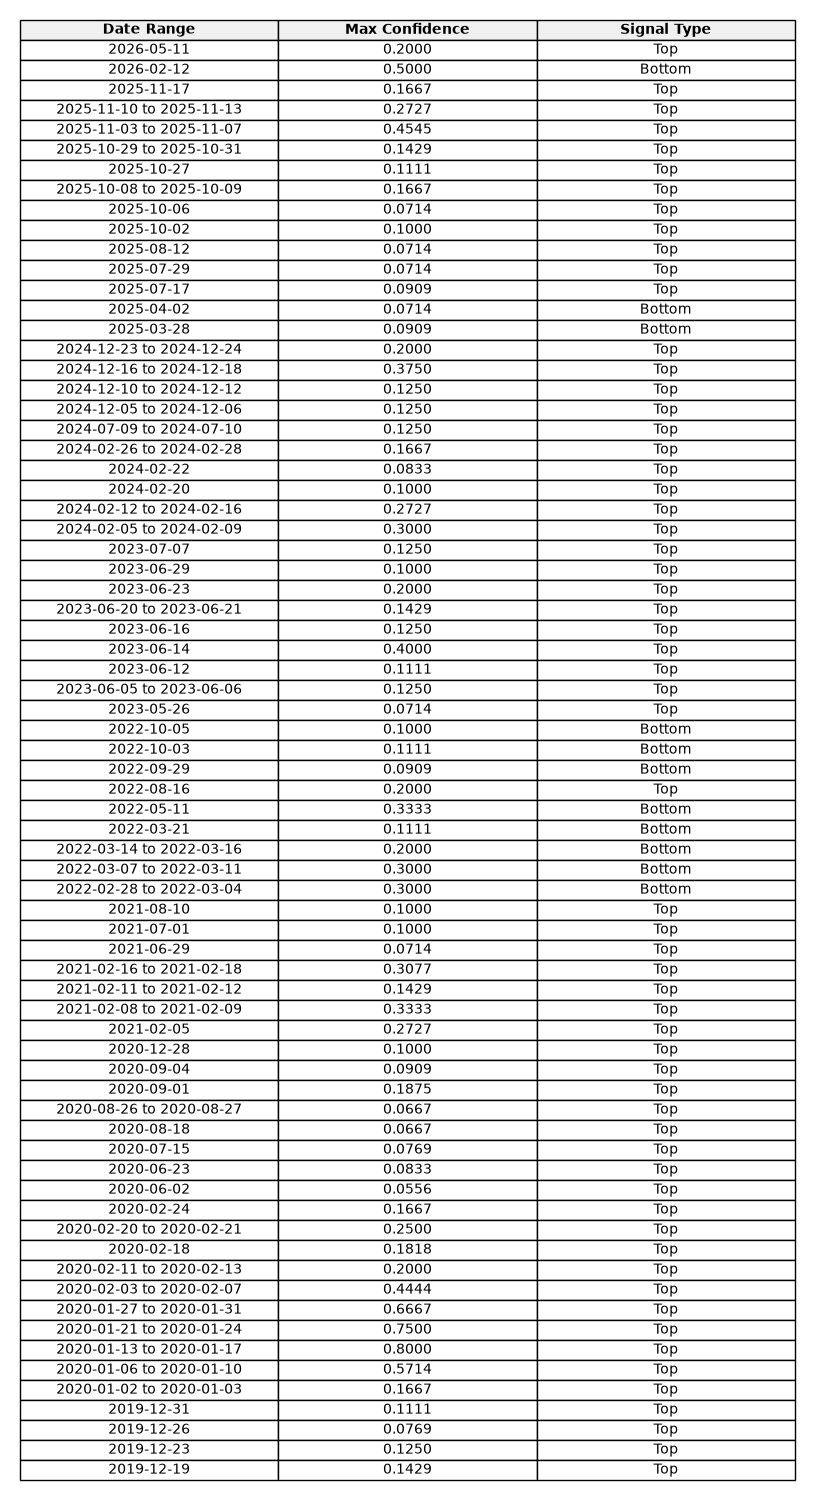 Date Range Max Confidence Signal Type
2026-05-11 0.2000 Top
2026-02-12 0.5000 Bottom
2025-11-17 0.1667 Top
2025-11-10 to 2025-11-13 0.2727 Top
2025-11-03 to 2025-11-07 0.4545 Top
2025-10-29 to 2025-10-31 0.1429 Top
2025-10-27 0.1111 Top
2025-10-08 to 2025-10-09 0.1667 Top
2025-10-06 0.0714 Top
2025-10-02 0.1000 Top
2025-08-12 0.0714 Top
2025-07-29 0.0714 Top
2025-07-17 0.0909 Top
2025-04-02 0.0714 Bottom
2025-03-28 0.0909 Bottom
2024-12-23 to 2024-12-24 0.2000 Top
2024-12-16 to 2024-12-18 0.3750 Top
2024-12-10 to 2024-12-12 0.1250 Top
2024-12-05 to 2024-12-06 0.1250 Top
2024-07-09 to 2024-07-10 0.1250 Top
2024-02-26 to 2024-02-28 0.1667 Top
2024-02-22 0.0833 Top
2024-02-20 0.1000 Top
2024-02-12 to 2024-02-16 0.2727 Top
2024-02-05 to 2024-02-09 0.3000 Top
2023-07-07 0.1250 Top
2023-06-29 0.1000 Top
2023-06-23 0.2000 Top
2023-06-20 to 2023-06-21 0.1429 Top
2023-06-16 0.1250 Top
2023-06-14 0.4000 Top
2023-06-12 0.1111 Top
2023-06-05 to 2023-06-06 0.1250 Top
2023-05-26 0.0714 Top
2022-10-05 0.1000 Bottom
2022-10-03 0.1111 Bottom
2022-09-29 0.0909 Bottom
2022-08-16 0.2000 Top
2022-05-11 0.3333 Bottom
2022-03-21 0.1111 Bottom
2022-03-14 to 2022-03-16 0.2000 Bottom
2022-03-07 to 2022-03-11 0.3000 Bottom
2022-02-28 to 2022-03-04 0.3000 Bottom
2021-08-10 0.1000 Top
2021-07-01 0.1000 Top
2021-06-29 0.0714 Top
2021-02-16 to 2021-02-18 0.3077 Top
2021-02-11 to 2021-02-12 0.1429 Top
2021-02-08 to 2021-02-09 0.3333 Top
2021-02-05 0.2727 Top
2020-12-28 0.1000 Top
2020-09-04 0.0909 Top
2020-09-01 0.1875 Top
2020-08-26 to 2020-08-27 0.0667 Top
2020-08-18 0.0667 Top
2020-07-15 0.0769 Top
2020-06-23 0.0833 Top
2020-06-02 0.0556 Top
2020-02-24 0.1667 Top
2020-02-20 to 2020-02-21 0.2500 Top
2020-02-18 0.1818 Top
2020-02-11 to 2020-02-13 0.2000 Top
2020-02-03 to 2020-02-07 0.4444 Top
2020-01-27 to 2020-01-31 0.6667 Top
2020-01-21 to 2020-01-24 0.7500 Top
2020-01-13 to 2020-01-17 0.8000 Top
2020-01-06 to 2020-01-10 0.5714 Top
2020-01-02 to 2020-01-03 0.1667 Top
2019-12-31 0.1111 Top
2019-12-26 0.0769 Top
2019-12-23 0.1250 Top
2019-12-19 0.1429 Top